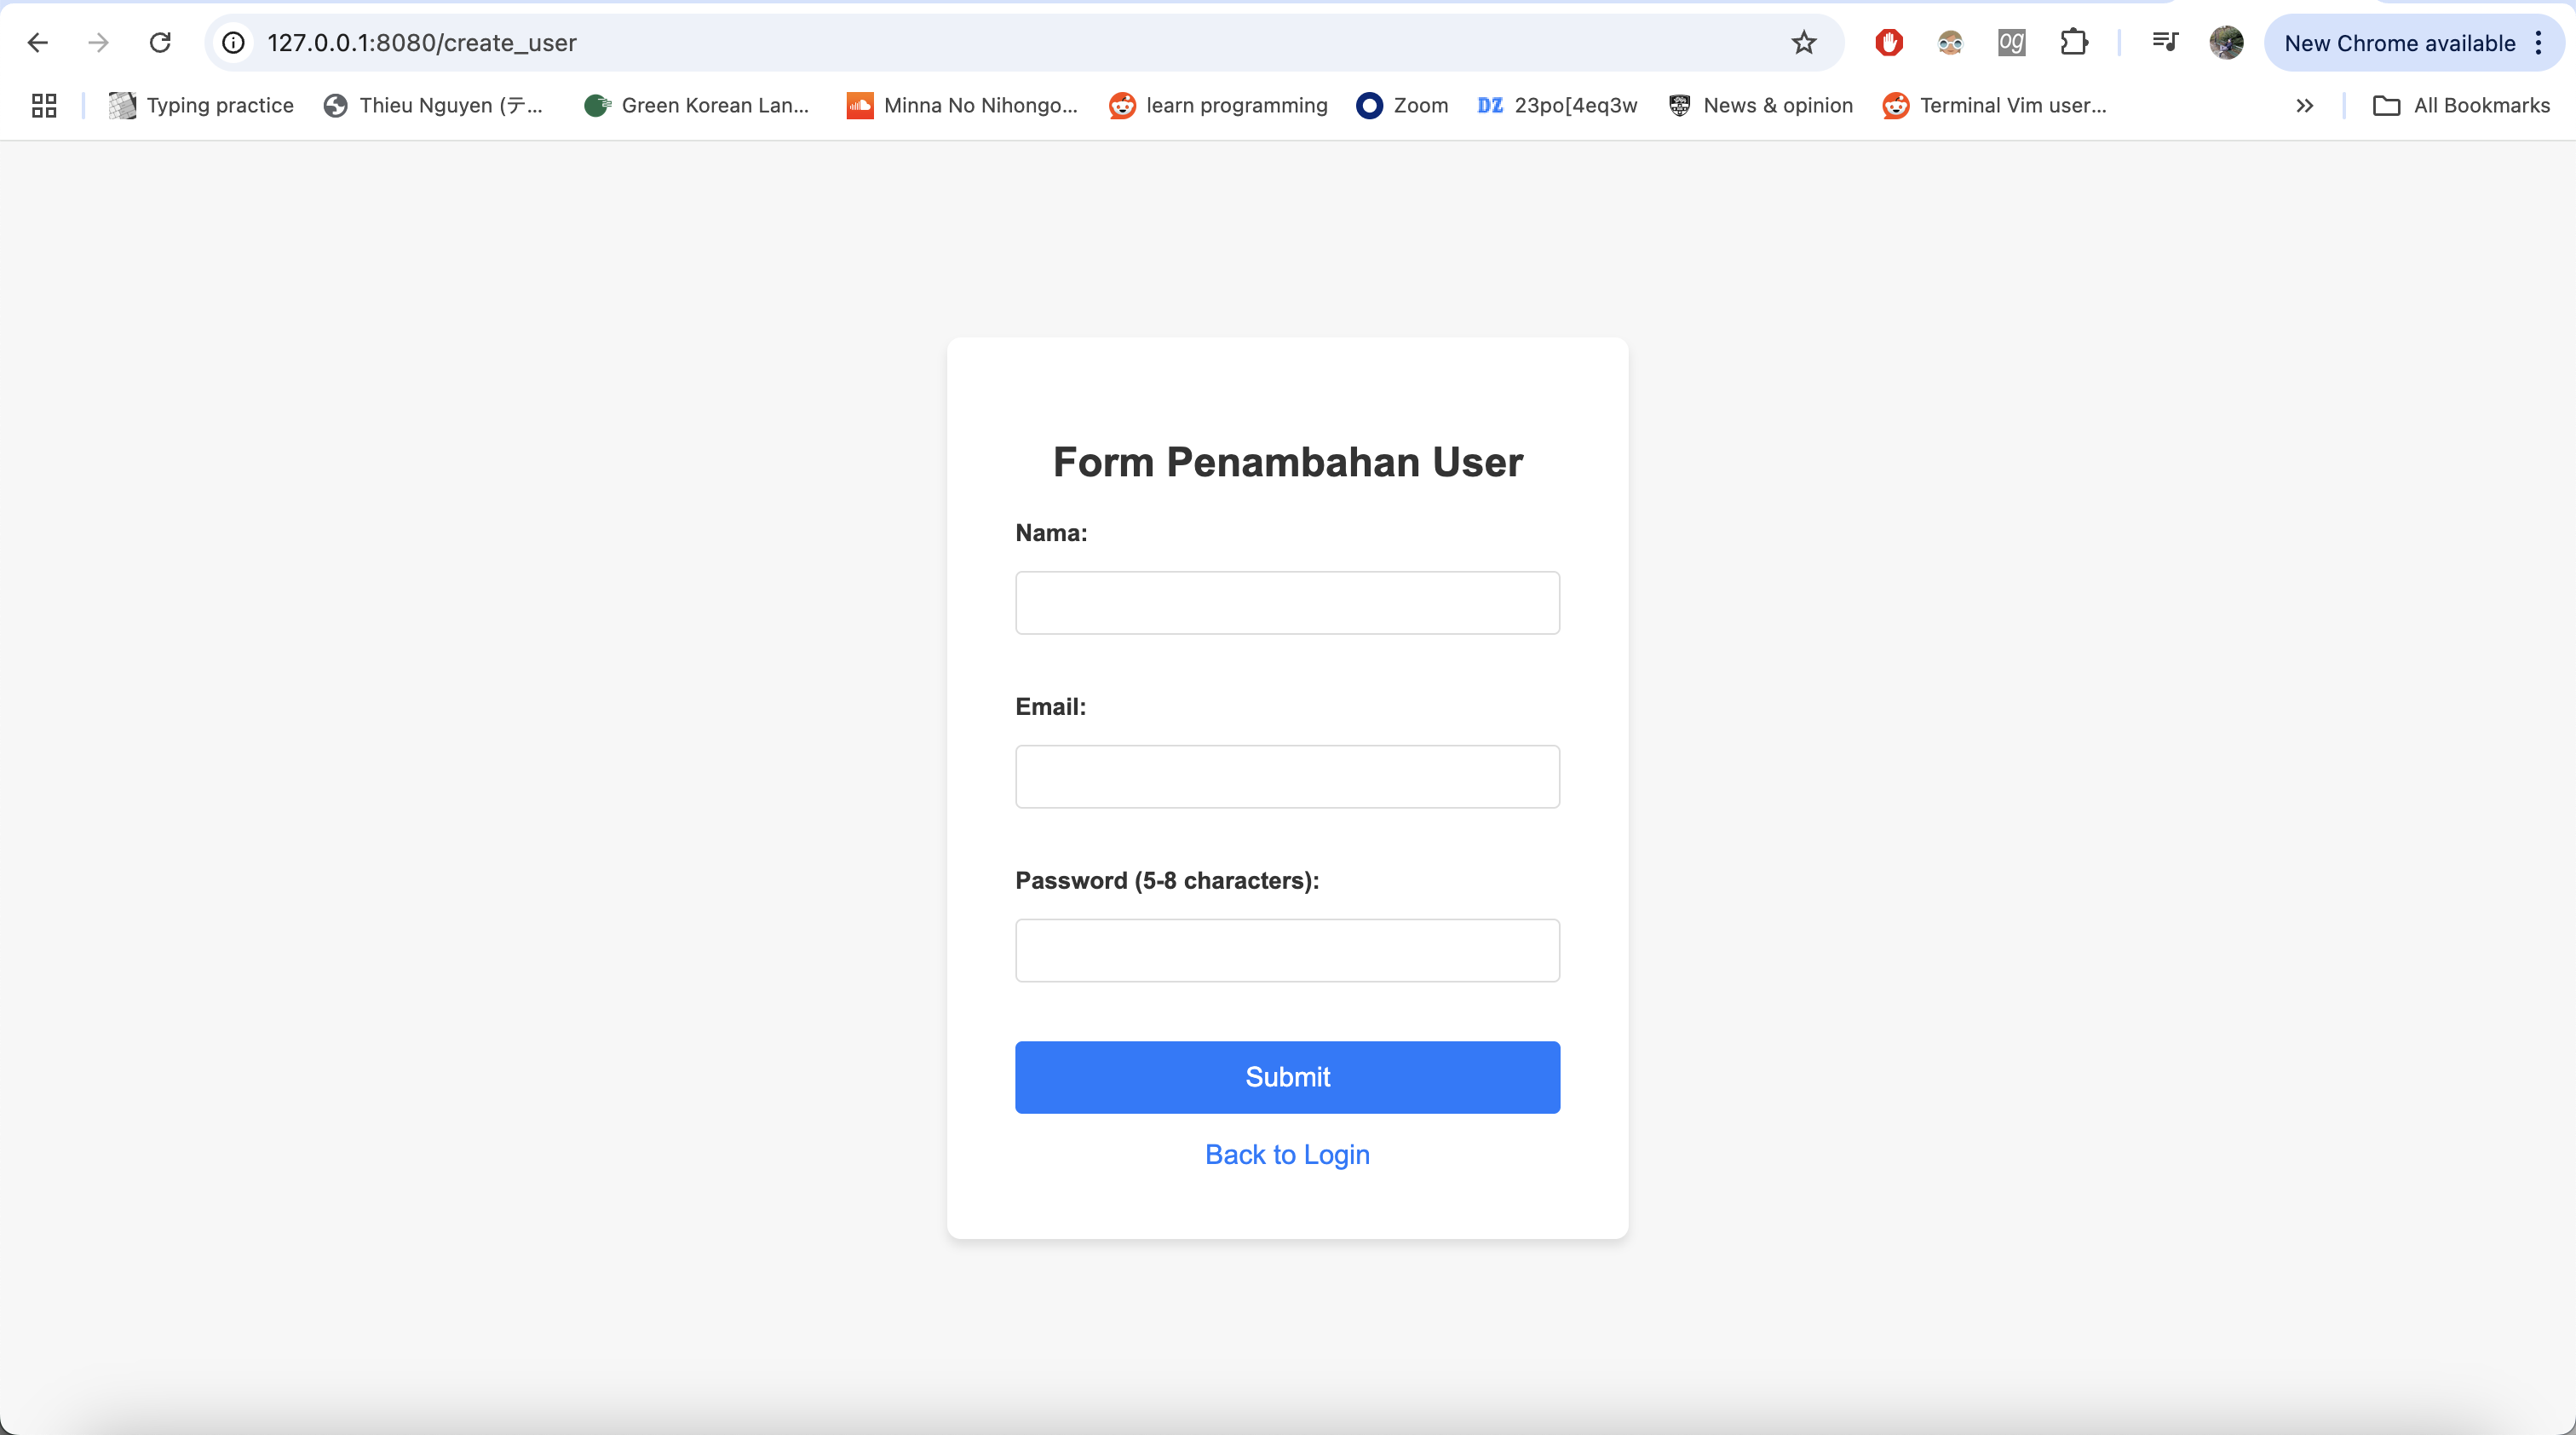 127.0.0.1:8080/create_user
og
New Chrome available
Typing practice
Thieu Nguyen (テ...
Green Korean Lan...
Minna No Nihongo...
learn programming
Zoom
DZ 23po[4eq3w
News & opinion
Terminal Vim user...
All Bookmarks
Form Penambahan User
Nama:
Email:
Password (5-8 characters):
Submit
Back to Login